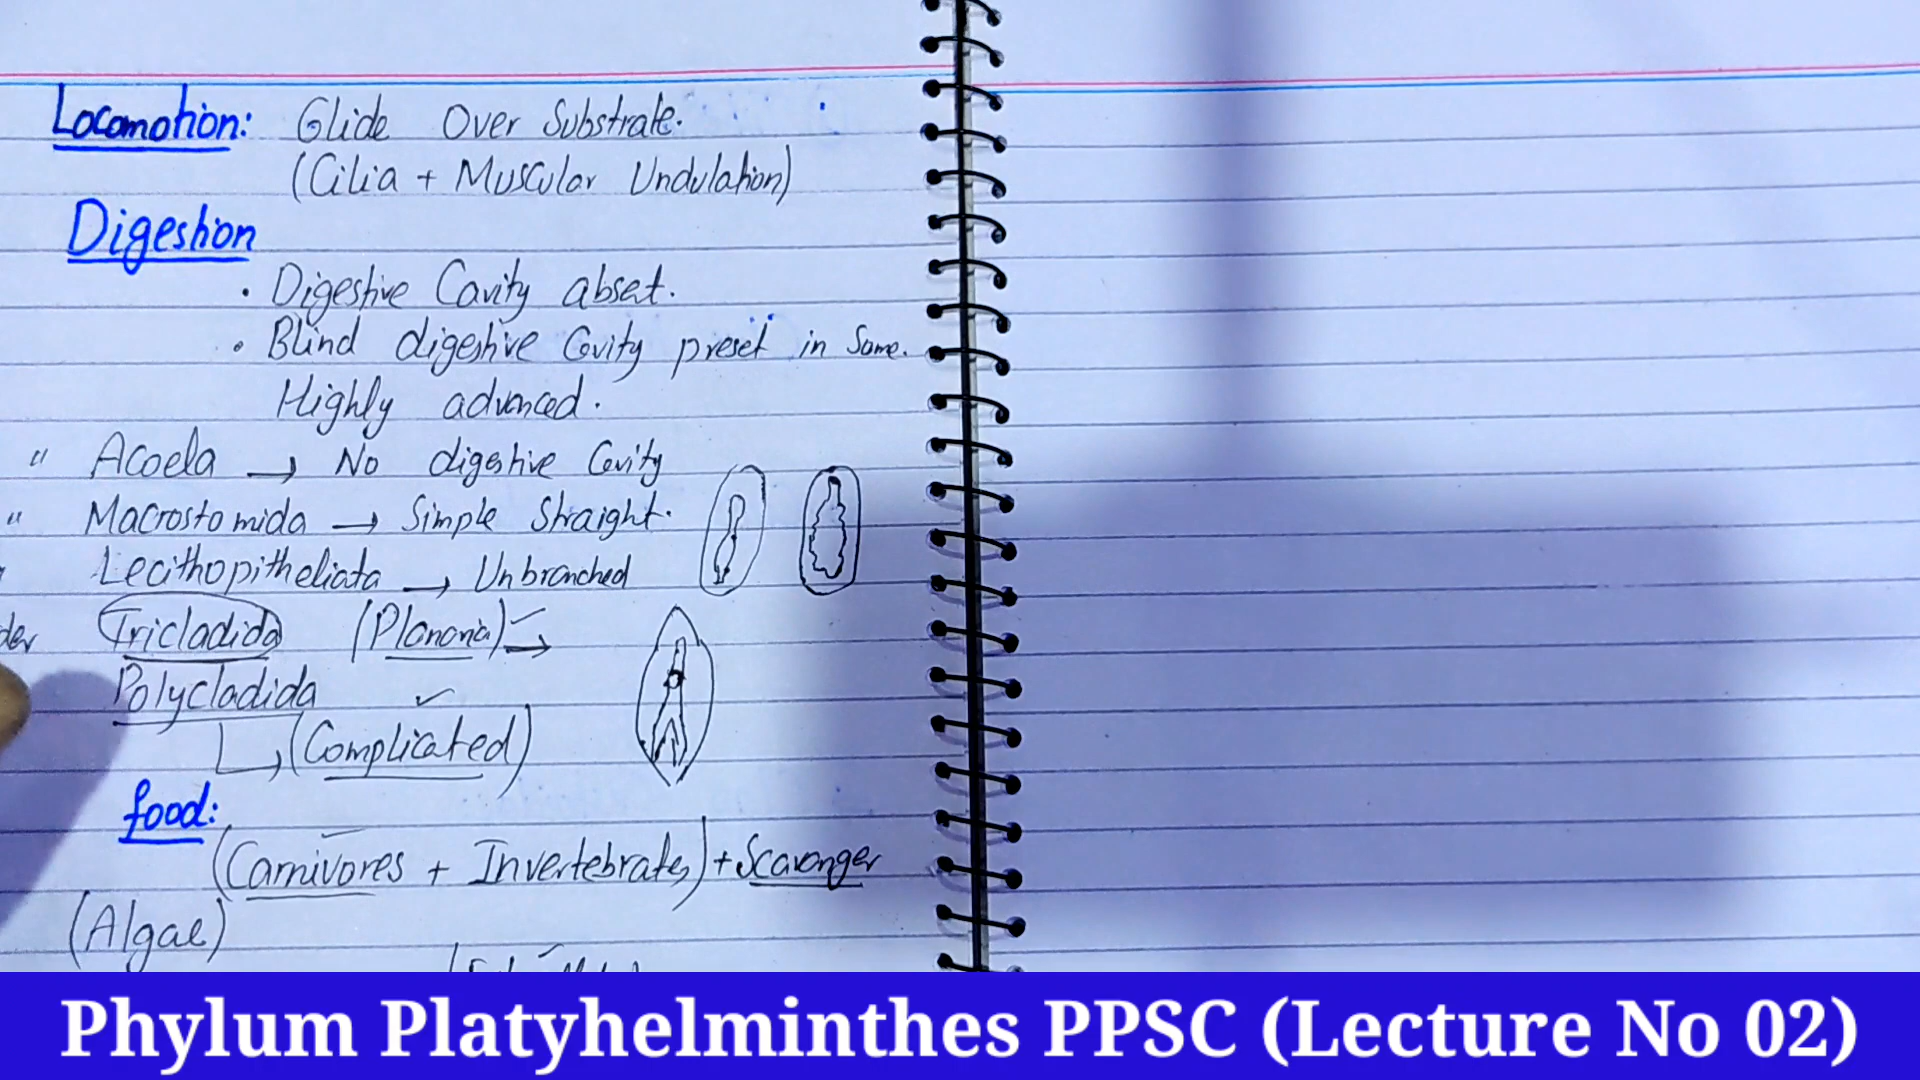 Locomotion: Glide Over Substrate.
(Cilia + Muscular Undulation)
Digestion
• Digestive Cavity abset.
• Blind digestive Cavity preset in Some.
Highly advanced.
" Acoela → No digestive Cavity
" Macrostomida → Simple Straight.
Lecithopitheliata → Unbranched
der Tricladida (Planaria) →
Polycladida
(Complicated)
food:
(Carnivores + Invertebrates) + Scavanger
(Algae)
Phylum Platyhelminthes PPSC (Lecture No 02)